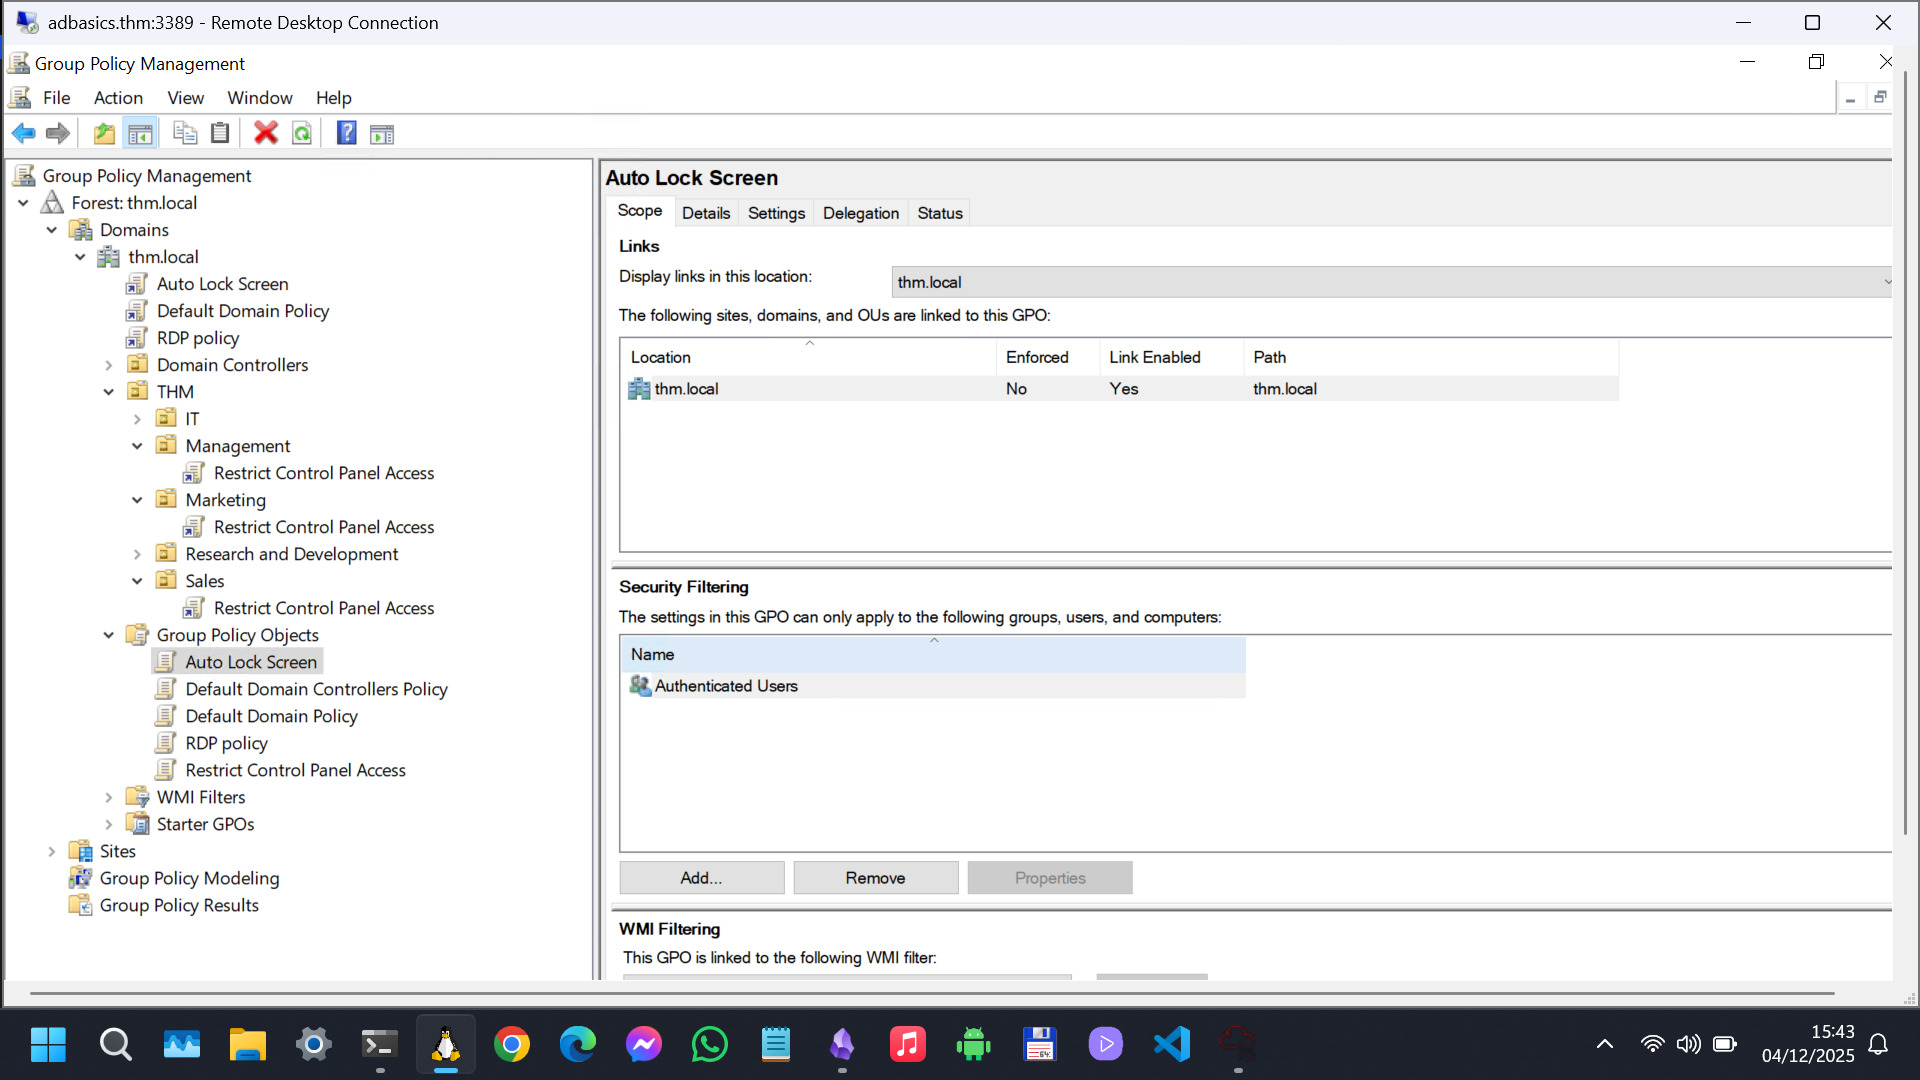 adbasics.thm:3389 - Remote Desktop Connection
Group Policy Management
File Action View Window Help
Group Policy Management
Forest: thm.local
Domains
thm.local
Auto Lock Screen
Default Domain Policy
RDP policy
Domain Controllers
THM
IT
Management
Restrict Control Panel Access
Marketing
Restrict Control Panel Access
Research and Development
Sales
Restrict Control Panel Access
Group Policy Objects
Auto Lock Screen
Default Domain Controllers Policy
Default Domain Policy
RDP policy
Restrict Control Panel Access
WMI Filters
Starter GPOs
Sites
Group Policy Modeling
Group Policy Results
Auto Lock Screen
Scope Details Settings Delegation Status
Links
Display links in this location: thm.local
The following sites, domains, and OUs are linked to this GPO:
Location Enforced Link Enabled Path
thm.local No Yes thm.local
Security Filtering
The settings in this GPO can only apply to the following groups, users, and computers:
Name
Authenticated Users
Add... Remove Properties
WMI Filtering
This GPO is linked to the following WMI filter:
64
15:43
04/12/2025